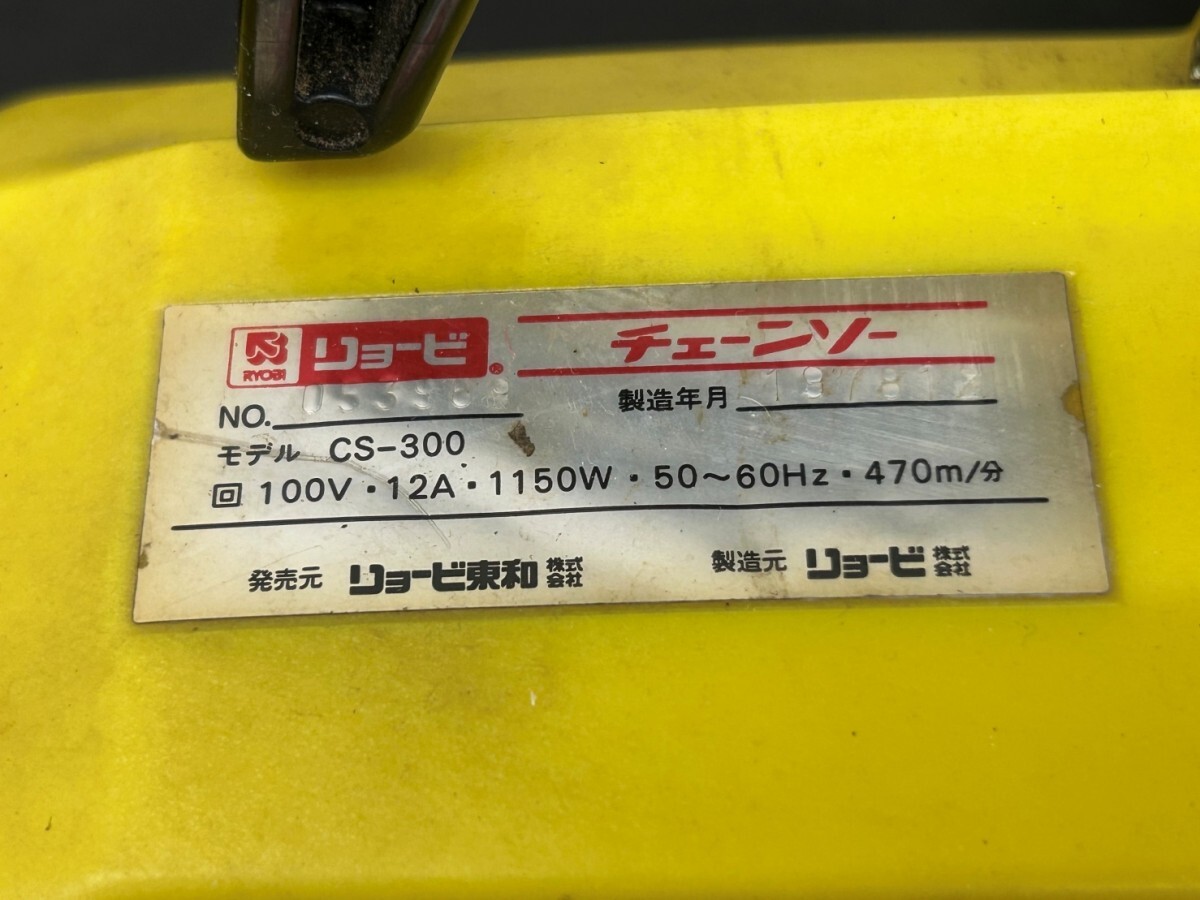 RYOBI リョービ® チェーンソー
NO. 製造年月
モデル CS-300
回 100V・12A・1150W・50～60Hz・470m/分
発売元 リョービ東和株式会社 製造元 リョービ株式会社